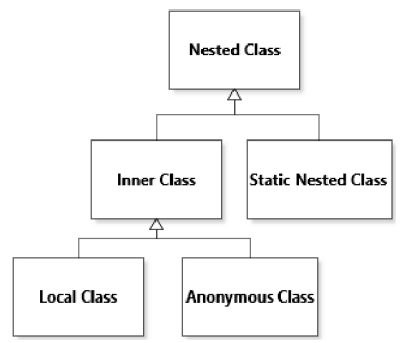 Nested Class
Inner Class
Static Nested Class
Local Class
Anonymous Class